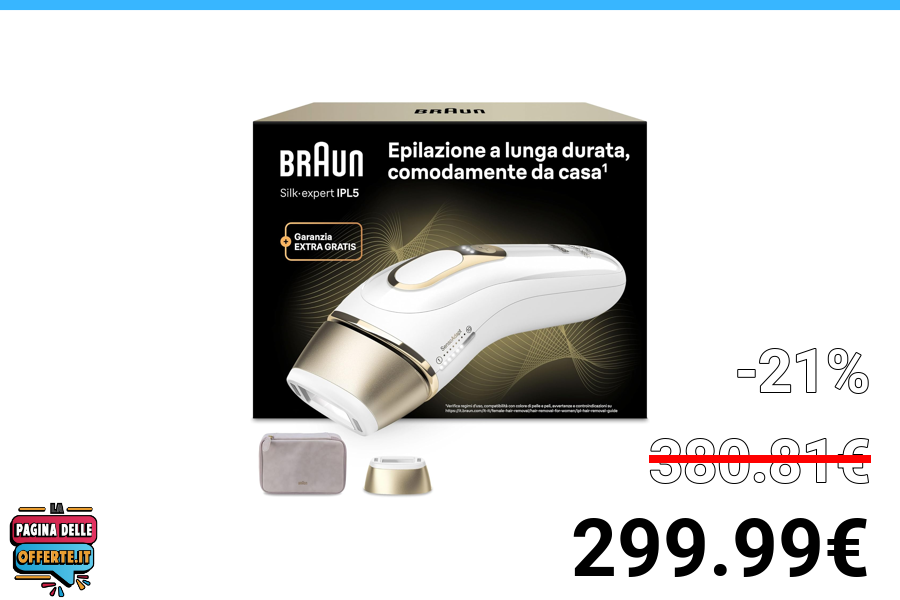 BRAUN
BRAUN
Silk·expert IPL5
Epilazione a lunga durata,
comodamente da casa¹
Garanzia
EXTRA GRATIS
SensoAdapt
-21%
380.81€
299.99€
LA
PAGINA DELLE
OFFERTE.IT